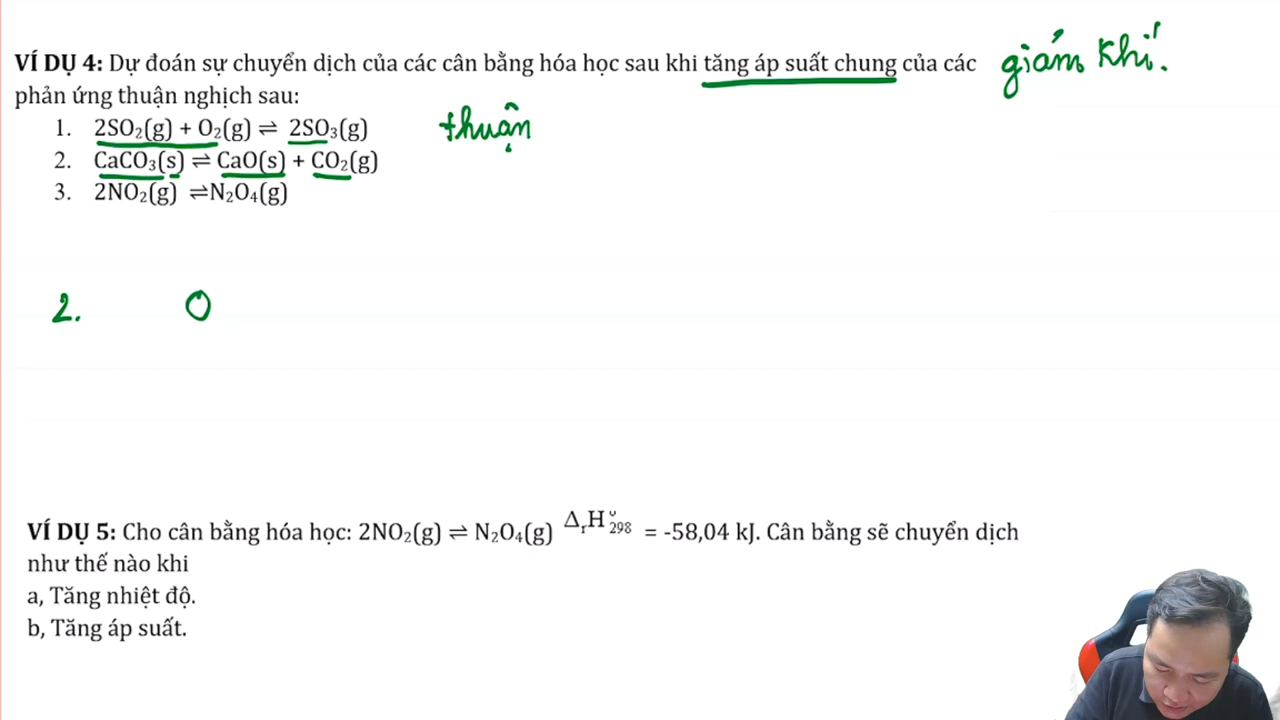 VÍ DỤ 4: Dự đoán sự chuyển dịch của các cân bằng hóa học sau khi tăng áp suất chung của các giảm khí.
phản ứng thuận nghịch sau:
1. 2SO₂(g) + O₂(g) ⇌ 2SO₃(g) thuận
2. CaCO₃(s) ⇌ CaO(s) + CO₂(g)
3. 2NO₂(g) ⇌N₂O₄(g)
2. 0
VÍ DỤ 5: Cho cân bằng hóa học: 2NO₂(g) ⇌ N₂O₄(g) ΔᵣH⁰₂₉₈ = -58,04 kJ. Cân bằng sẽ chuyển dịch
như thế nào khi
a, Tăng nhiệt độ.
b, Tăng áp suất.